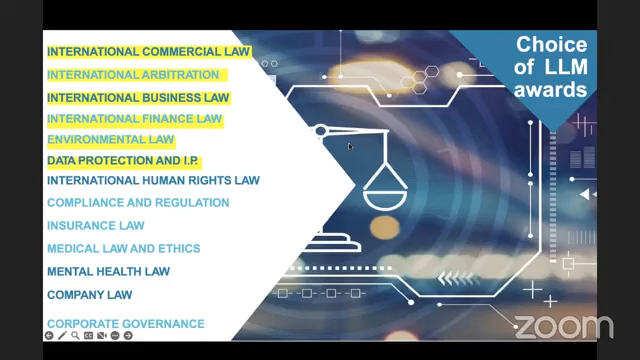 INTERNATIONAL COMMERCIAL LAW
INTERNATIONAL ARBITRATION
INTERNATIONAL BUSINESS LAW
INTERNATIONAL FINANCE LAW
ENVIRONMENTAL LAW
DATA PROTECTION AND I.P.
INTERNATIONAL HUMAN RIGHTS LAW
COMPLIANCE AND REGULATION
INSURANCE LAW
MEDICAL LAW AND ETHICS
MENTAL HEALTH LAW
COMPANY LAW
CORPORATE GOVERNANCE
Choice
of LLM
awards
zoom